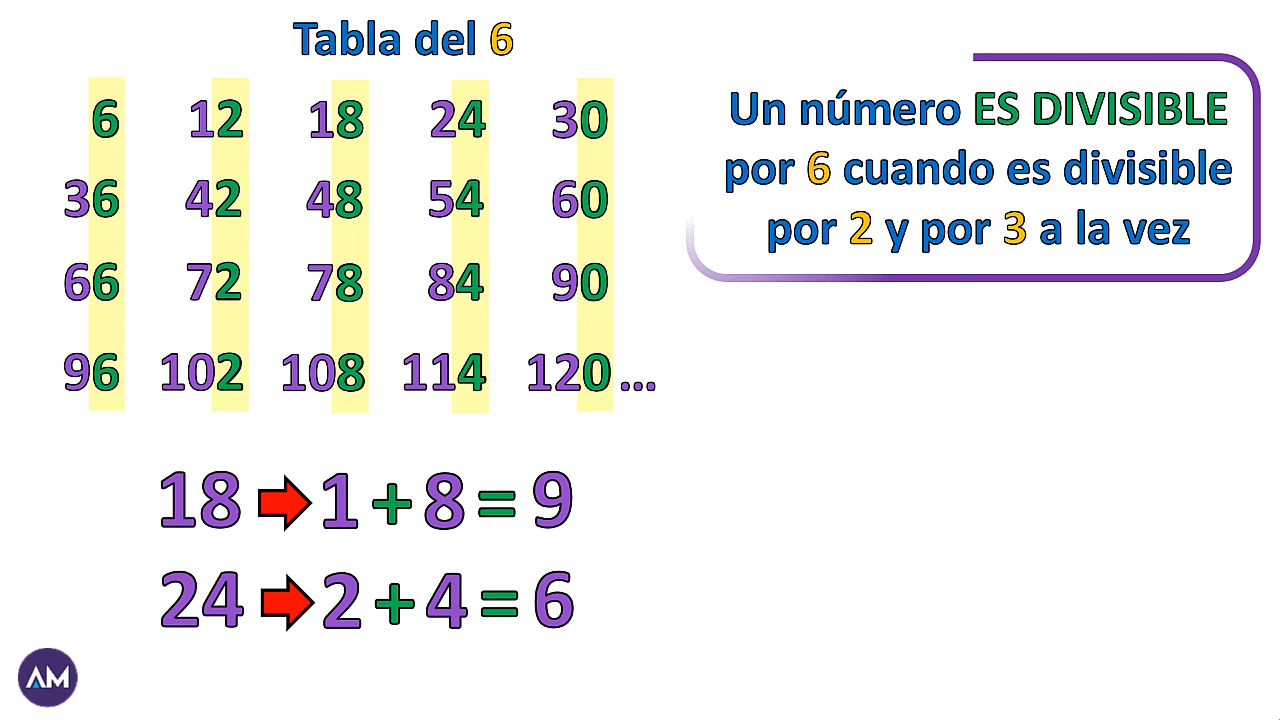 Tabla del 6
6 12 18 24 30
36 42 48 54 60
66 72 78 84 90
96 102 108 114 120...
Un número ES DIVISIBLE
por 6 cuando es divisible
por 2 y por 3 a la vez
18 1 + 8 = 9
24 2 + 4 = 6
AM